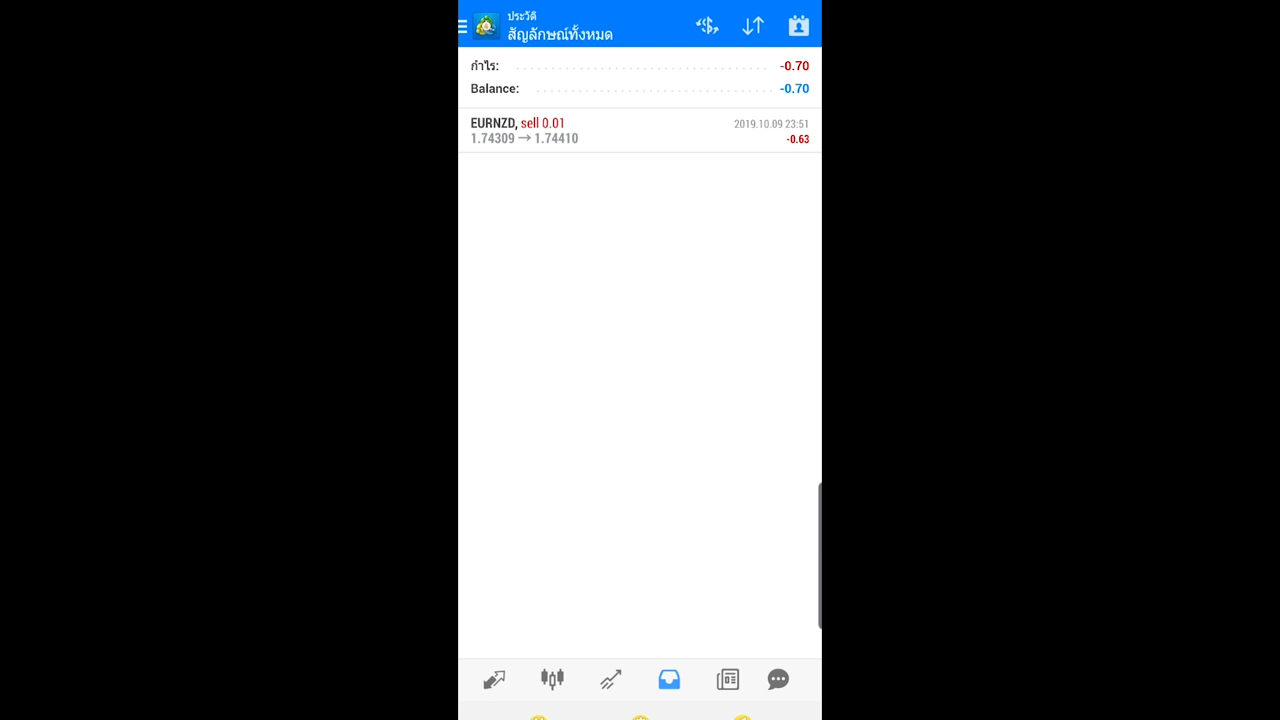 ประวัติ
สัญลักษณ์ทั้งหมด
กำไร: -0.70
Balance: -0.70
EURNZD, sell 0.01 2019.10.09 23:51
1.74309 → 1.74410 -0.63